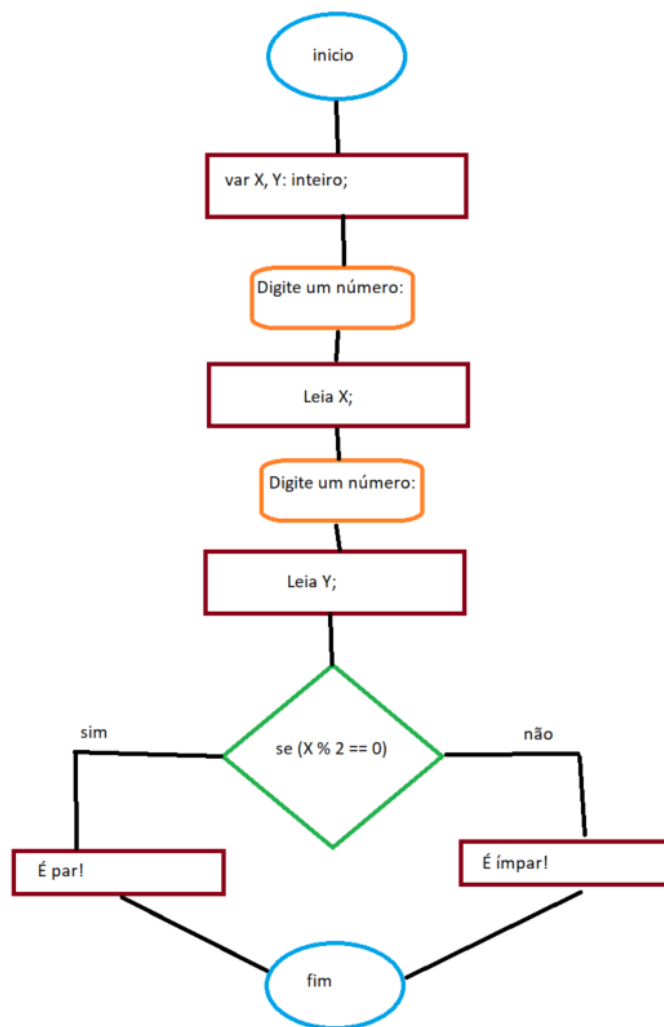 inicio
var X, Y: inteiro;
Digite um número:
Leia X;
Digite um número:
Leia Y;
se (X % 2 == 0)
sim
não
É par!
É ímpar!
fim